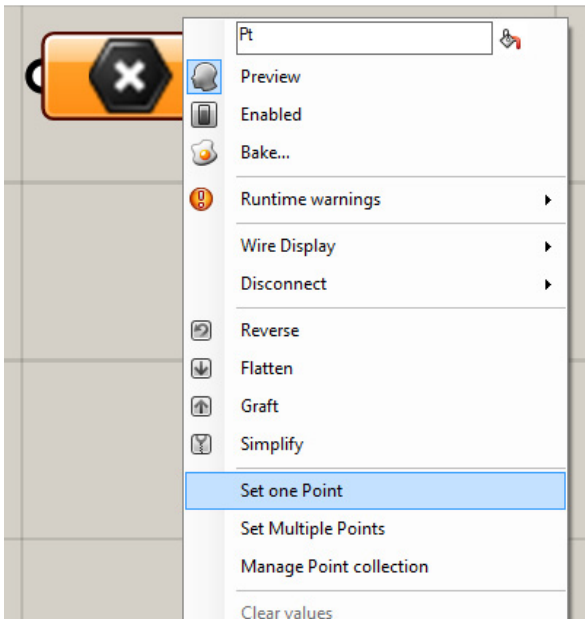 Pt
Preview
Enabled
Bake...
Runtime warnings
Wire Display
Disconnect
Reverse
Flatten
Graft
Simplify
Set one Point
Set Multiple Points
Manage Point collection
Clear values